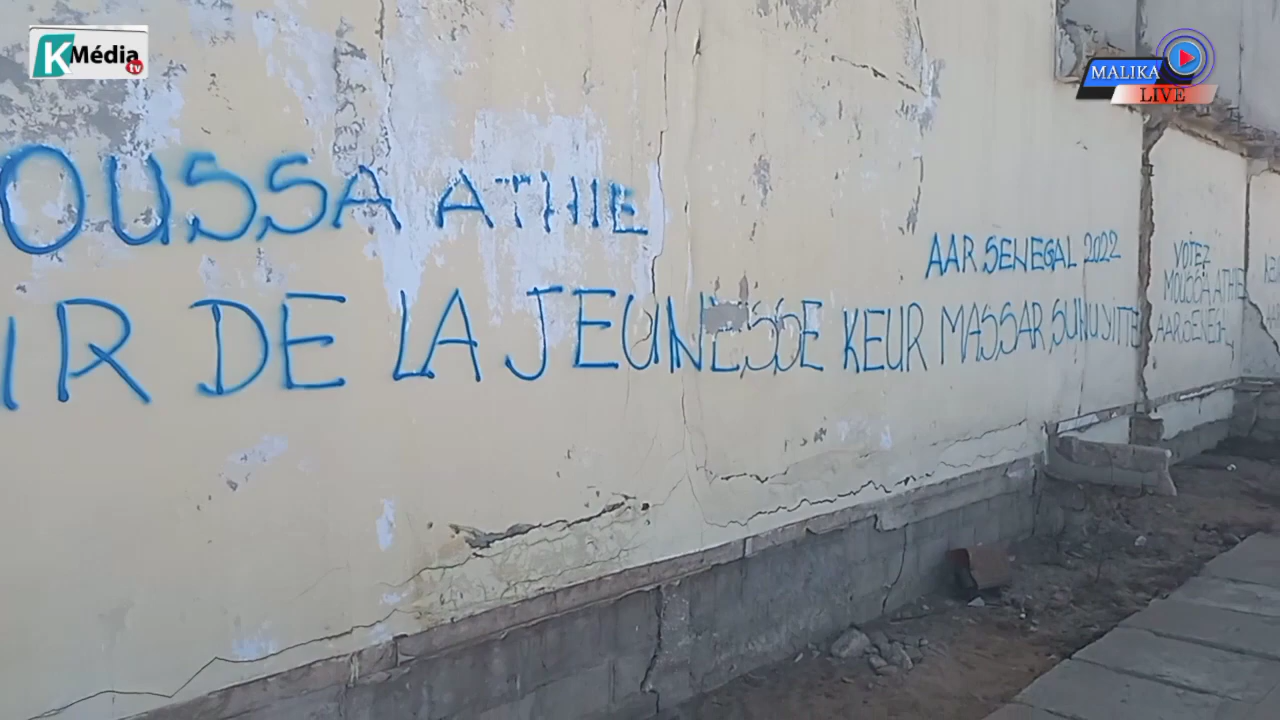 K Média tv
MALIKA
LIVE
OUSSA ATHIE
IR DE LA JEUNESSE KEUR MASSAR, SUNU JITTE
AAR SENEGAL 2022
VOTEZ
MOUSSA ATHIE
AAR SENEGAL